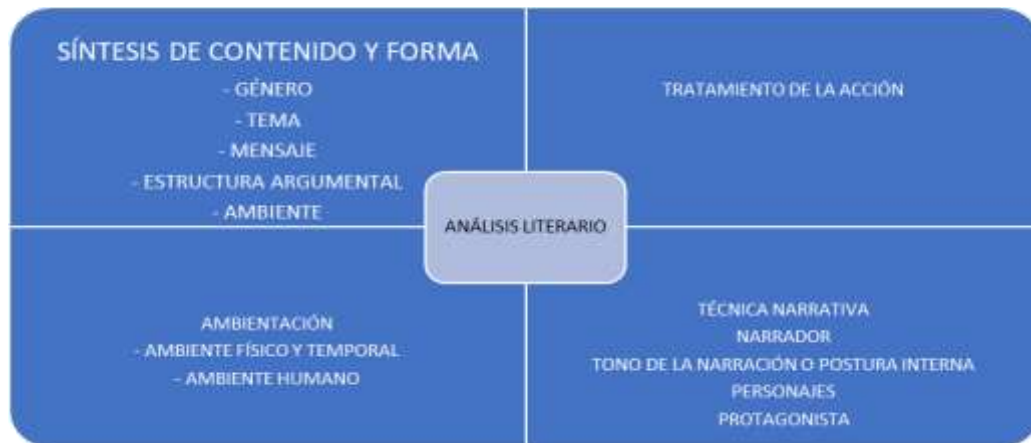 SÍNTESIS DE CONTENIDO Y FORMA
- GÉNERO
- TEMA
- MENSAJE
- ESTRUCTURA ARGUMENTAL
- AMBIENTE
TRATAMIENTO DE LA ACCIÓN
ANÁLISIS LITERARIO
AMBIENTACIÓN
- AMBIENTE FÍSICO Y TEMPORAL
- AMBIENTE HUMANO
TÉCNICA NARRATIVA
NARRADOR
TONO DE LA NARRACIÓN O POSTURA INTERNA
PERSONAJES
PROTAGONISTA